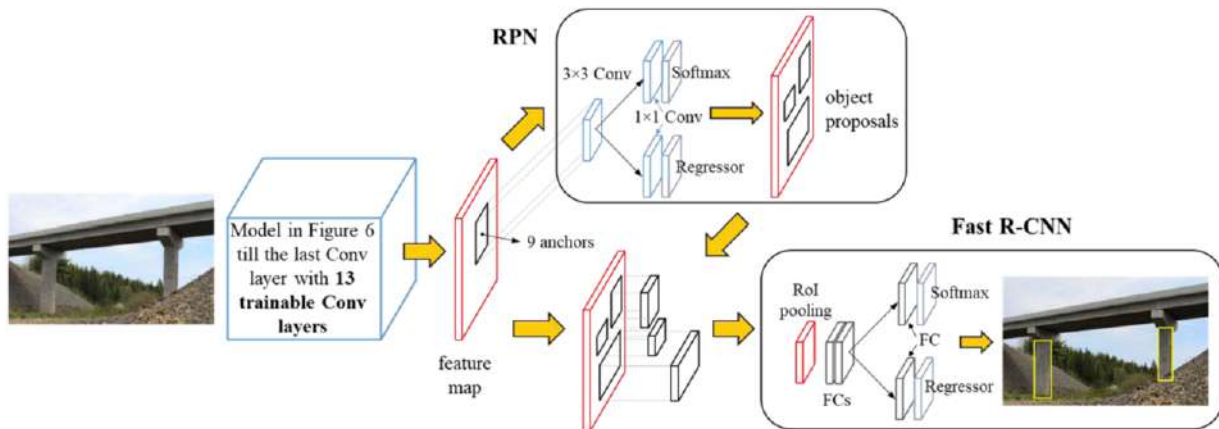 RPN
3×3 Conv
Softmax
1×1 Conv
Regressor
object
proposals
Model in Figure 6
till the last Conv
layer with 13
trainable Conv
layers
9 anchors
feature
map
Fast R-CNN
RoI
pooling
FCs
Softmax
FC
Regressor